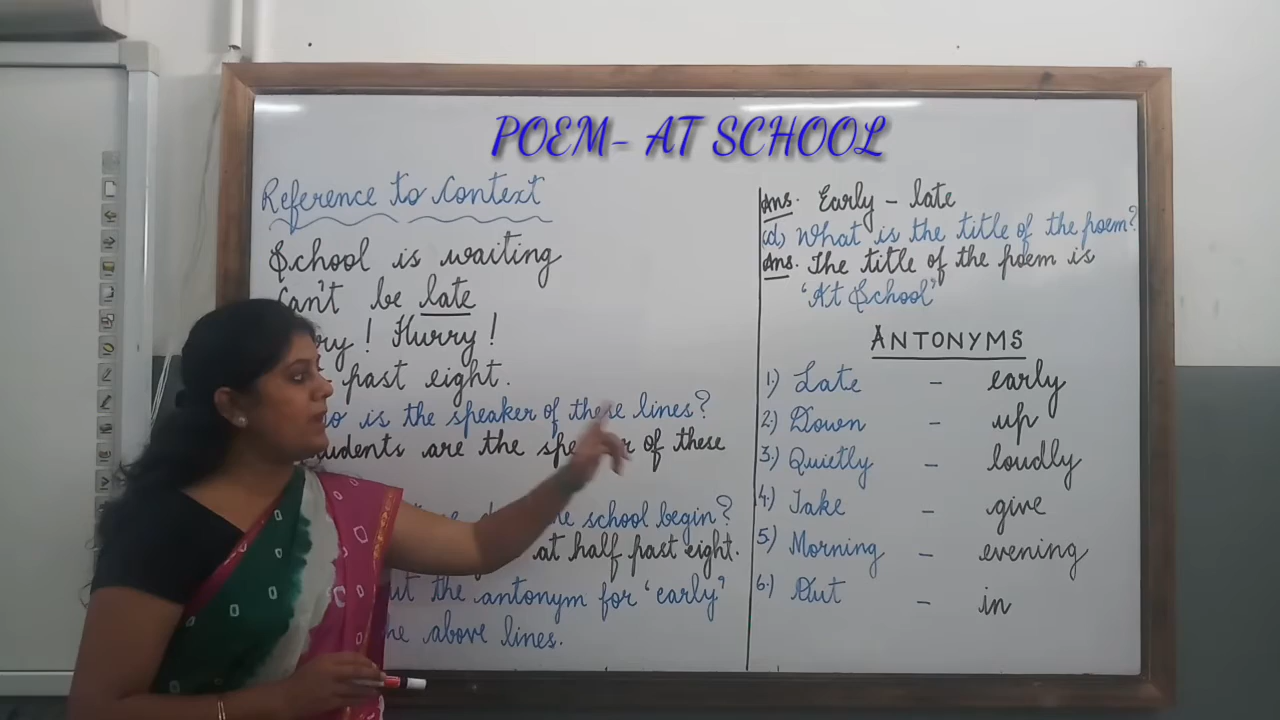 POEM- AT SCHOOL
Reference to Context
School is waiting
Can't be late
! Hurry !
past eight.
is the speaker of these lines?
are the of these
the school begin?
at half past eight.
the antonym for 'early'
above lines.
Ans. Early - late
(d) What is the title of the poem?
Ans. The title of the poem is
'At School'
ANTONYMS
1.) Late - early
2.) Down - up
3.) Quietly - loudly
4.) Take - give
5.) Morning - evening
6.) Out - in